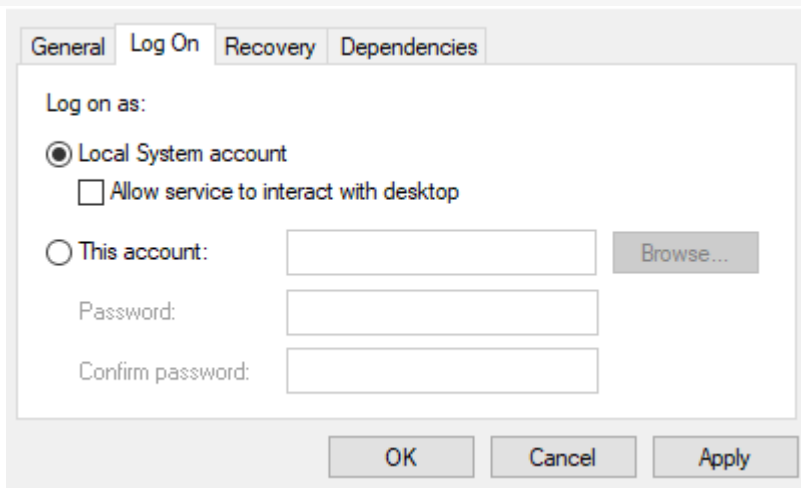 General Log On Recovery Dependencies
Log on as:
Local System account
Allow service to interact with desktop
This account: Browse...
Password:
Confirm password:
OK Cancel Apply